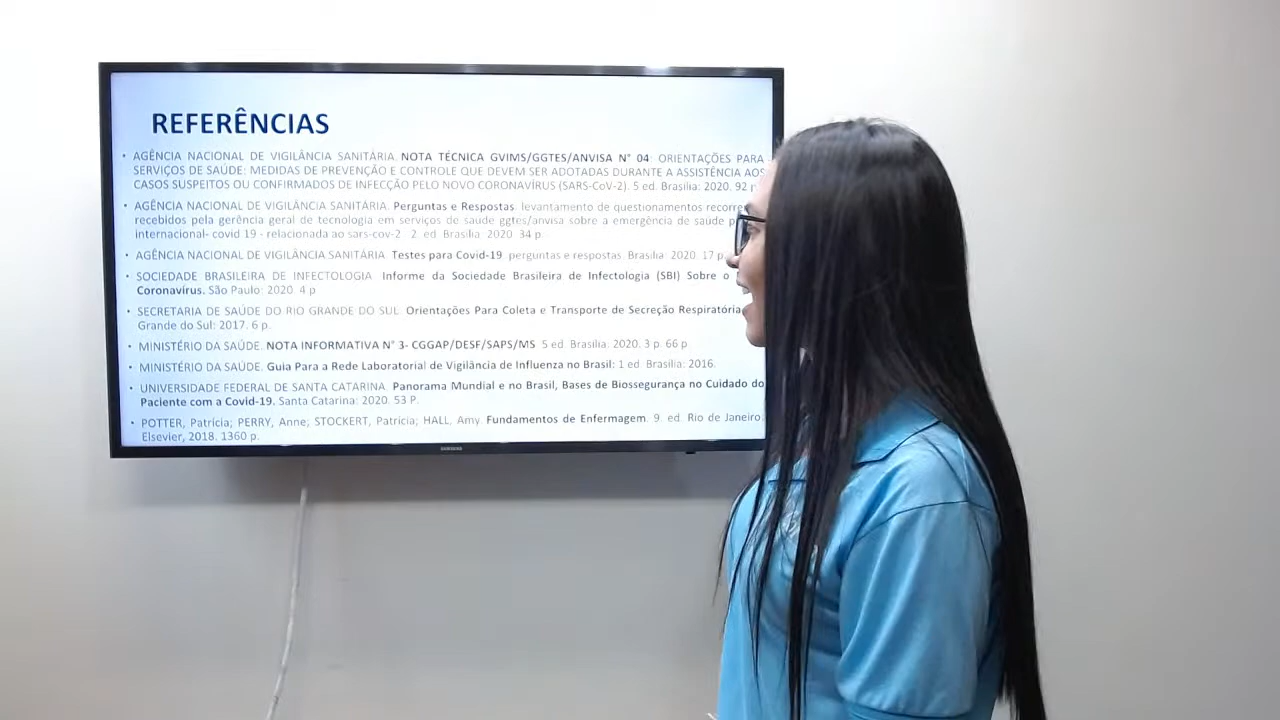 REFERÊNCIAS
• AGÊNCIA NACIONAL DE VIGILÂNCIA SANITÁRIA. NOTA TÉCNICA GVIMS/GGTES/ANVISA N° 04: ORIENTAÇÕES PARA
SERVIÇOS DE SAÚDE: MEDIDAS DE PREVENÇÃO E CONTROLE QUE DEVEM SER ADOTADAS DURANTE A ASSISTÊNCIA AOS
CASOS SUSPEITOS OU CONFIRMADOS DE INFECÇÃO PELO NOVO CORONAVÍRUS (SARS-CoV-2). 5 ed. Brasília: 2020. 92 p
• AGÊNCIA NACIONAL DE VIGILÂNCIA SANITÁRIA. Perguntas e Respostas: levantamento de questionamentos
recebidos pela gerência geral de tecnologia em serviços de saúde ggtes/anvisa sobre a emergência de saúde
internacional- covid 19 - relacionada ao sars-cov-2. 2. ed. Brasília: 2020. 34 p.
• AGÊNCIA NACIONAL DE VIGILÂNCIA SANITÁRIA. Testes para Covid-19: perguntas e respostas. Brasília: 2020. 17 p.
• SOCIEDADE BRASILEIRA DE INFECTOLOGIA. Informe da Sociedade Brasileira de Infectologia (SBI) Sobre o
Coronavírus. São Paulo: 2020. 4 p.
• SECRETARIA DE SAÚDE DO RIO GRANDE DO SUL. Orientações Para Coleta e Transporte de Secreção Respiratória.
Grande do Sul: 2017. 6 p.
• MINISTÉRIO DA SAÚDE. NOTA INFORMATIVA N° 3- CGGAP/DESF/SAPS/MS. 5 ed. Brasília: 2020. 3 p. 66 p.
• MINISTÉRIO DA SAÚDE. Guia Para a Rede Laboratorial de Vigilância de Influenza no Brasil: 1 ed. Brasília: 2016.
• UNIVERSIDADE FEDERAL DE SANTA CATARINA. Panorama Mundial e no Brasil, Bases de Biossegurança no Cuidado do
Paciente com a Covid-19. Santa Catarina: 2020. 53 P.
• POTTER, Patrícia; PERRY, Anne; STOCKERT, Patricia; HALL, Amy. Fundamentos de Enfermagem. 9. ed. Rio de Janeiro:
Elsevier, 2018. 1360 p.
SAMSUNG